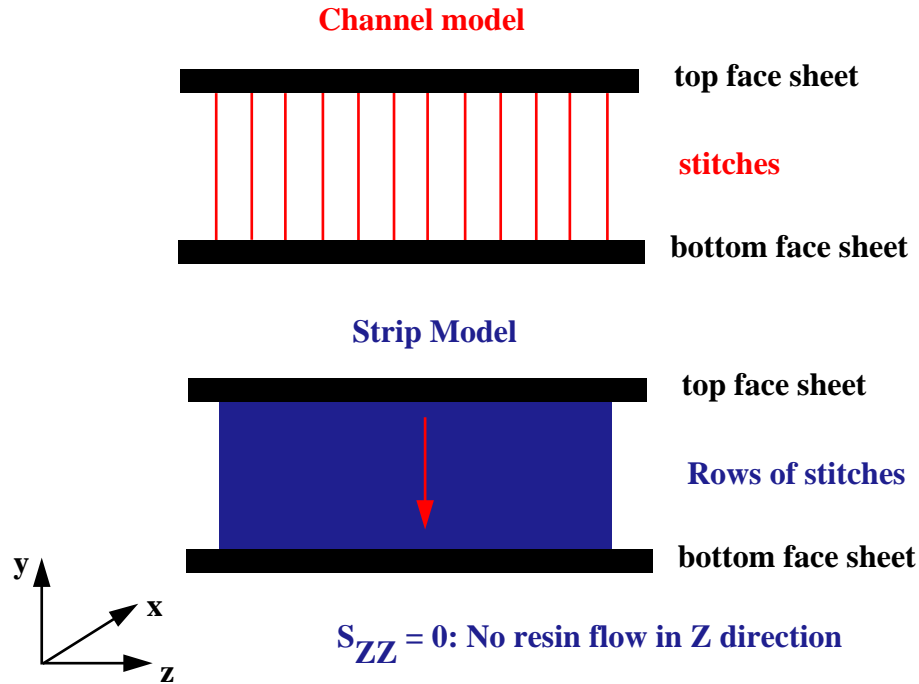 Channel model
top face sheet
stitches
bottom face sheet
Strip Model
top face sheet
Rows of stitches
bottom face sheet
y
x
z
S_ZZ = 0: No resin flow in Z direction